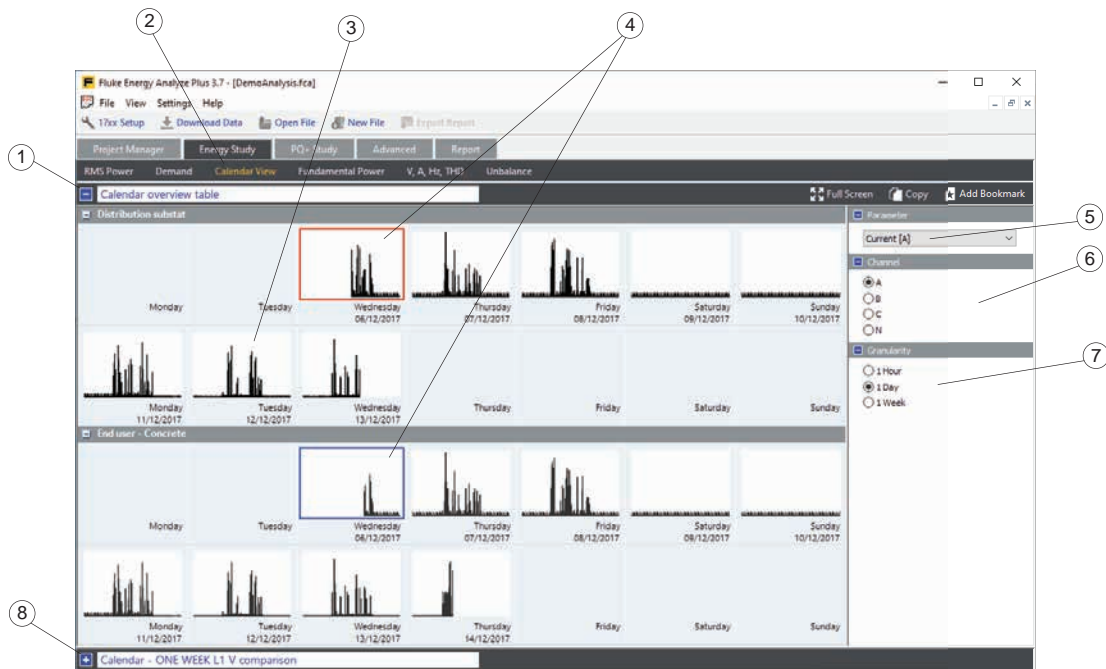 2
3
4
Fluke Energy Analyze Plus 3.7 - [DemoAnalysis.fca]
File View Settings Help
17xx Setup Download Data Open File New File Export Report
Project Manager Energy Study PQ+ Study Advanced Report
1
RMS Power Demand Calendar View Fundamental Power V, A, Hz, THD Unbalance
Calendar overview table Full Screen Copy Add Bookmark
Distribution substat Parameter
5
Current [A]
6
Channel
A
B
C
N
Monday Tuesday Wednesday Thursday Friday Saturday Sunday
06/12/2017 07/12/2017 08/12/2017 09/12/2017 10/12/2017
7
Granularity
1 Hour
1 Day
1 Week
Monday Tuesday Wednesday Thursday Friday Saturday Sunday
11/12/2017 12/12/2017 13/12/2017
End user - Concrete
Monday Tuesday Wednesday Thursday Friday Saturday Sunday
06/12/2017 07/12/2017 08/12/2017 09/12/2017 10/12/2017
8
Monday Tuesday Wednesday Thursday Friday Saturday Sunday
11/12/2017 12/12/2017 13/12/2017 14/12/2017
Calendar - ONE WEEK L1 V comparison